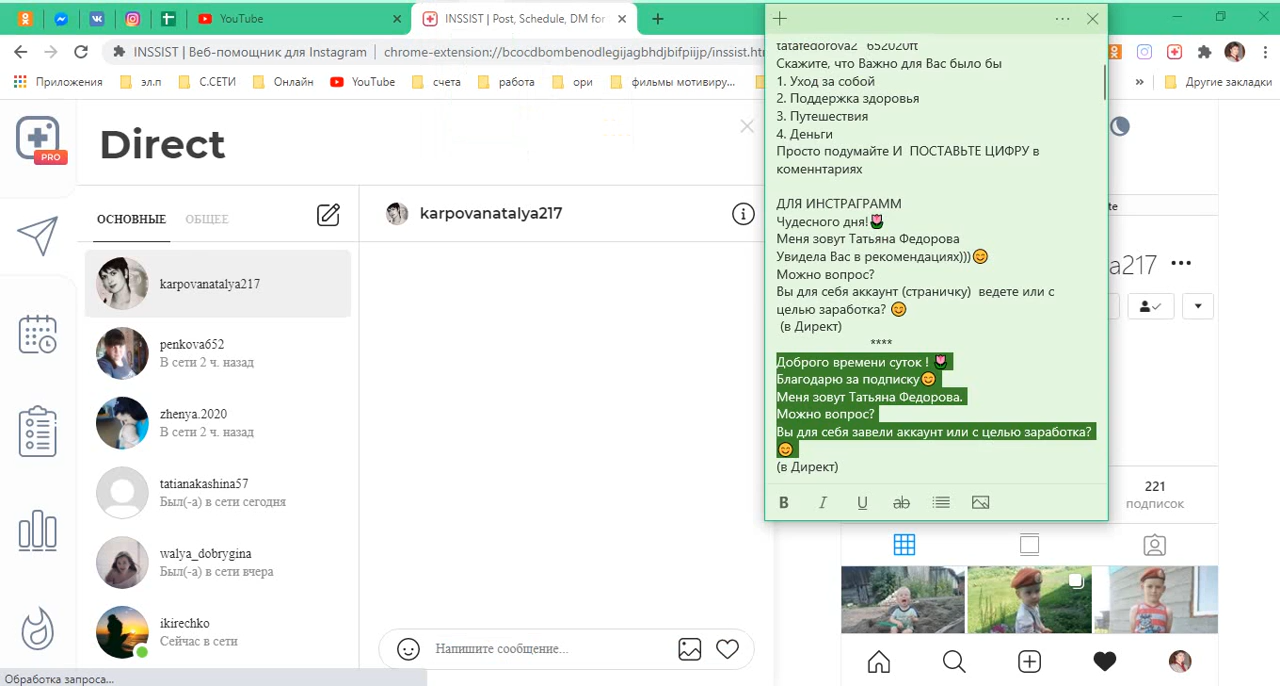 YouTube
INSSIST | Post, Schedule, DM for
INSSIST | Веб-помощник для Instagram
chrome-extension://bcocdbombenodlegijagbhdjbifpiijp/inssist.html
Приложения
эл.п
С.СЕТИ
Онлайн
YouTube
счета
работа
ори
фильмы мотивиру...
»
Другие закладки
PRO
Direct
ОСНОВНЫЕ
ОБЩЕЕ
karpovanatalya217
penkova652
В сети 2 ч. назад
zhenya.2020
В сети 2 ч. назад
tatianakashina57
Был(-а) в сети сегодня
walya_dobrygina
Был(-а) в сети вчера
ikirechko
Сейчас в сети
Обработка запроса...
karpovanatalya217
Напишите сообщение...
tatafedorova2 652020ft
Скажите, что Важно для Вас было бы
1. Уход за собой
2. Поддержка здоровья
3. Путешествия
4. Деньги
Просто подумайте И ПОСТАВЬТЕ ЦИФРУ в
коменнтариях
ДЛЯ ИНСТРАГРАММ
Чудесного дня!🌷
Меня зовут Татьяна Федорова
Увидела Вас в рекомендациях)))😊
Можно вопрос?
Вы для себя аккаунт (страничку) ведете или с
целью заработка? 😊
(в Директ)
****
Доброго времени суток ! 🌷
Благодарю за подписку😊
Меня зовут Татьяна Федорова.
Можно вопрос?
Вы для себя завели аккаунт или с целью заработка?
😊
(в Директ)
B I U ab
te
a217
221
подписок